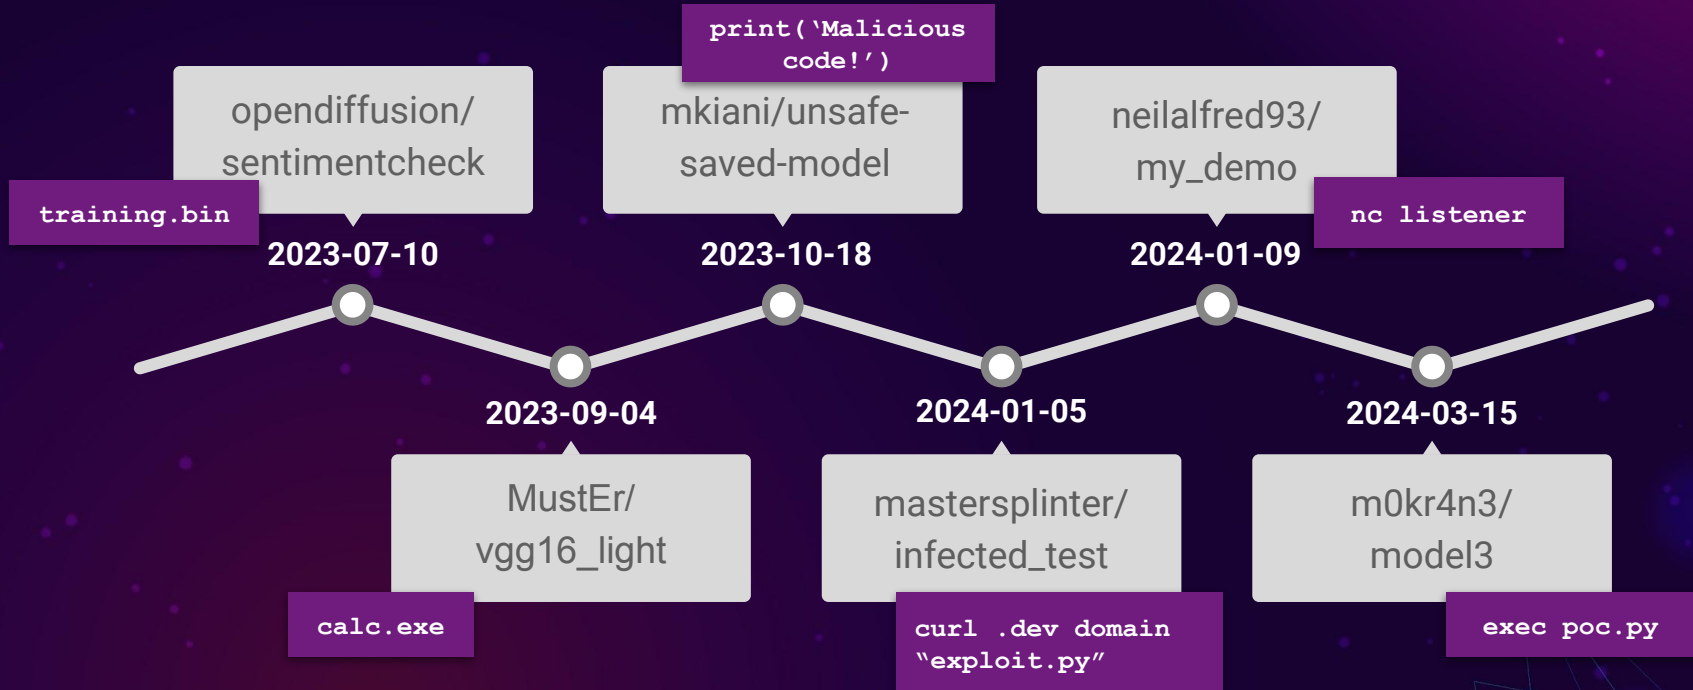 print(‘Malicious
code!’)
opendiffusion/
sentimentcheck
training.bin
2023-07-10
mkiani/unsafe-
saved-model
2023-10-18
neilalfred93/
my_demo
nc listener
2024-01-09
2023-09-04
MustEr/
vgg16_light
calc.exe
2024-01-05
mastersplinter/
infected_test
curl .dev domain
“exploit.py”
2024-03-15
m0kr4n3/
model3
exec poc.py